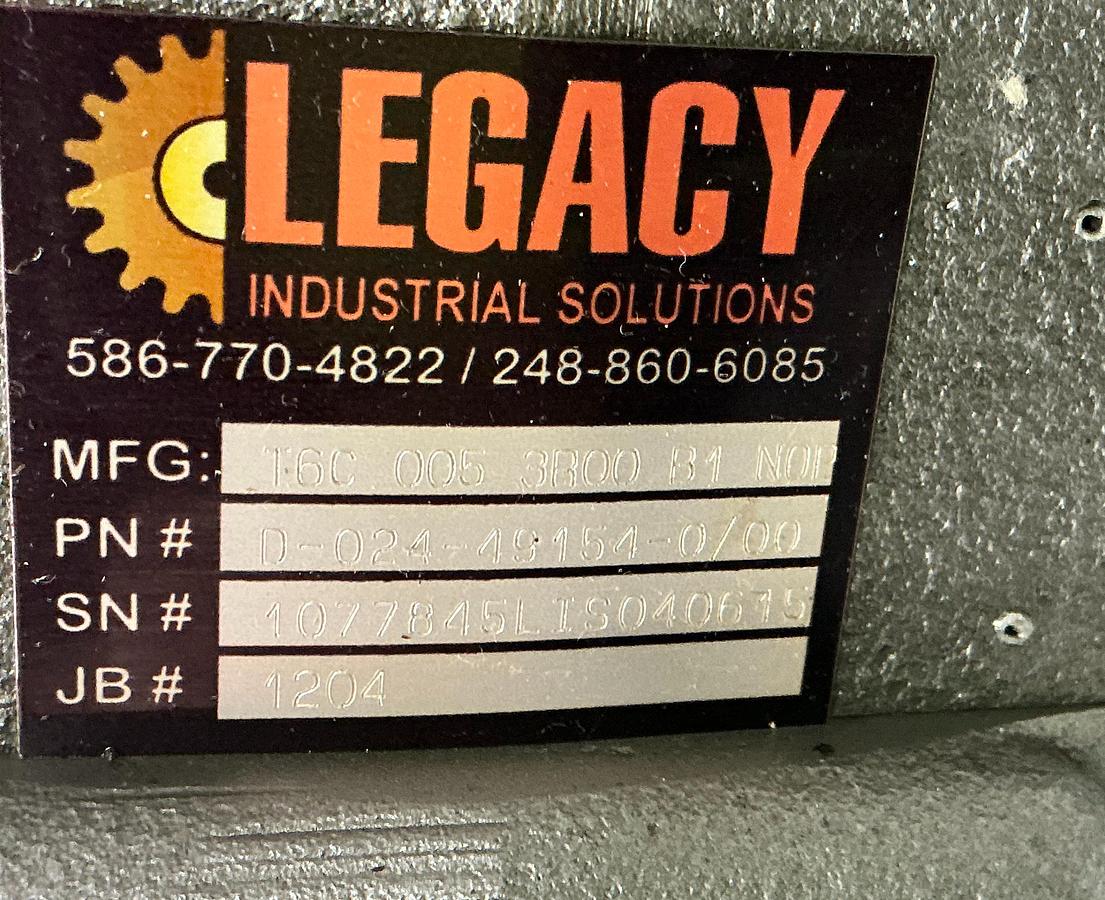 LEGACY
INDUSTRIAL SOLUTIONS
586-770-4822 / 248-860-6085
MFG: T6C 005 3R00 B1 NOP
PN # D-024-49154-0/00
SN # 1077845LIS040615
JB # 1204